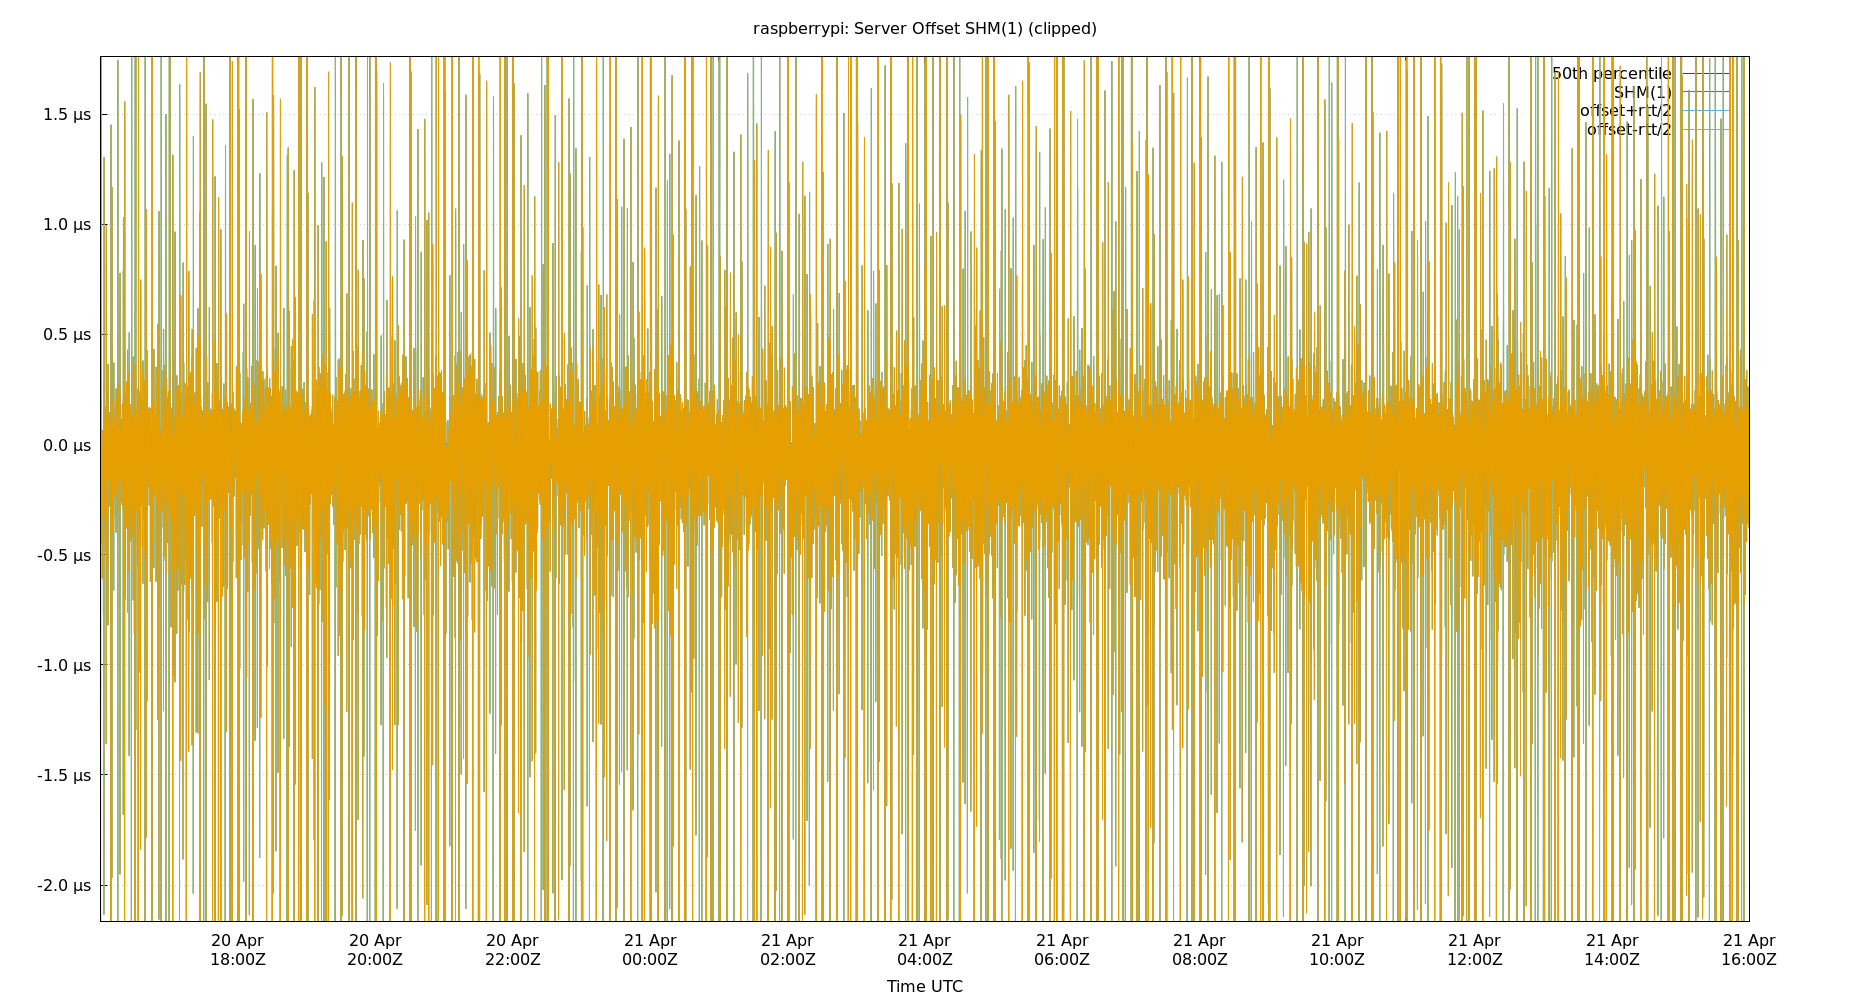 raspberrypi: Server Offset SHM(1) (clipped)
50th percentile
SHM(1)
offset+rtt/2
offset-rtt/2
1.5 µs
1.0 µs
0.5 µs
0.0 µs
-0.5 µs
-1.0 µs
-1.5 µs
-2.0 µs
20 Apr 20 Apr 20 Apr 21 Apr 21 Apr 21 Apr 21 Apr 21 Apr 21 Apr 21 Apr 21 Apr 21 Apr
18:00Z 20:00Z 22:00Z 00:00Z 02:00Z 04:00Z 06:00Z 08:00Z 10:00Z 12:00Z 14:00Z 16:00Z
Time UTC